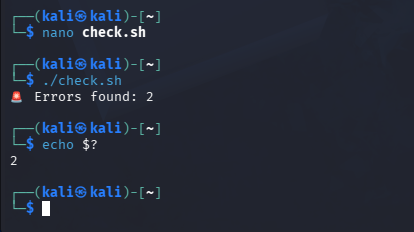 ┌──(kali㉿kali)-[~]
└─$ nano check.sh
┌──(kali㉿kali)-[~]
└─$ ./check.sh
🚨 Errors found: 2
┌──(kali㉿kali)-[~]
└─$ echo $?
2
┌──(kali㉿kali)-[~]
└─$